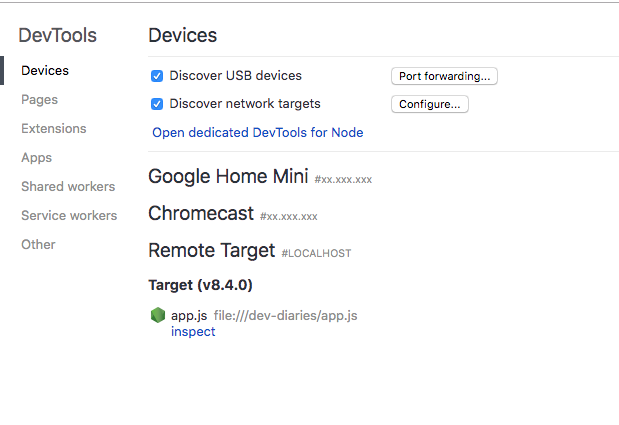 DevTools
Devices
Pages
Extensions
Apps
Shared workers
Service workers
Other
Devices
Discover USB devices
Port forwarding...
Discover network targets
Configure...
Open dedicated DevTools for Node
Google Home Mini #xx.xxx.xxx
Chromecast #xx.xxx.xxx
Remote Target #LOCALHOST
Target (v8.4.0)
app.js file:///dev-diaries/app.js
inspect